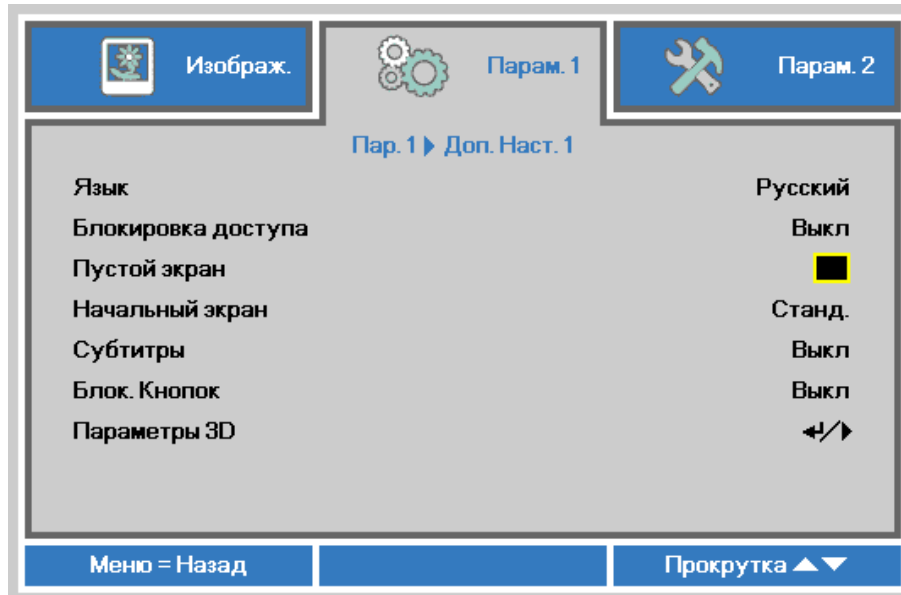 Изображ.
Парам. 1
Парам. 2
Пар. 1 ▶ Доп. Наст. 1
Язык Русский
Блокировка доступа Выкл
Пустой экран
Начальный экран Станд.
Субтитры Выкл
Блок. Кнопок Выкл
Параметры 3D ↵/▶
Меню = Назад
Прокрутка ▲▼